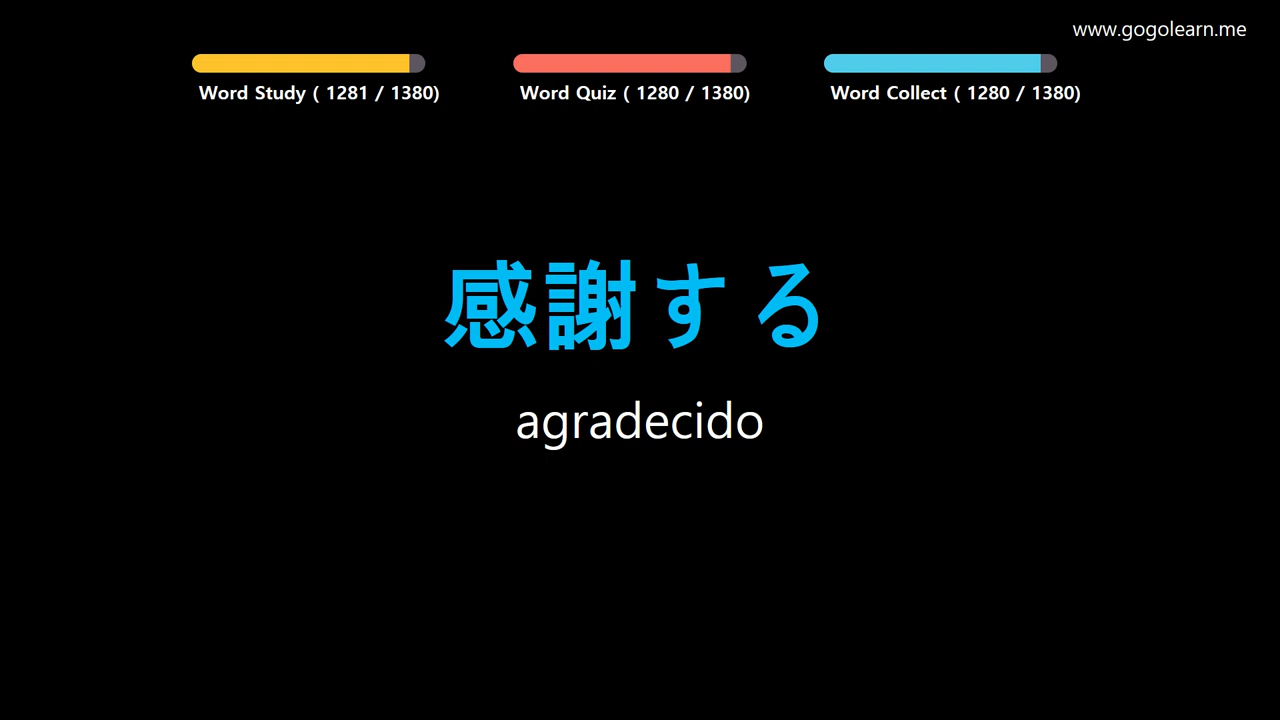 www.gogolearn.me
Word Study ( 1281 / 1380)
Word Quiz ( 1280 / 1380)
Word Collect ( 1280 / 1380)
感謝する
agradecido